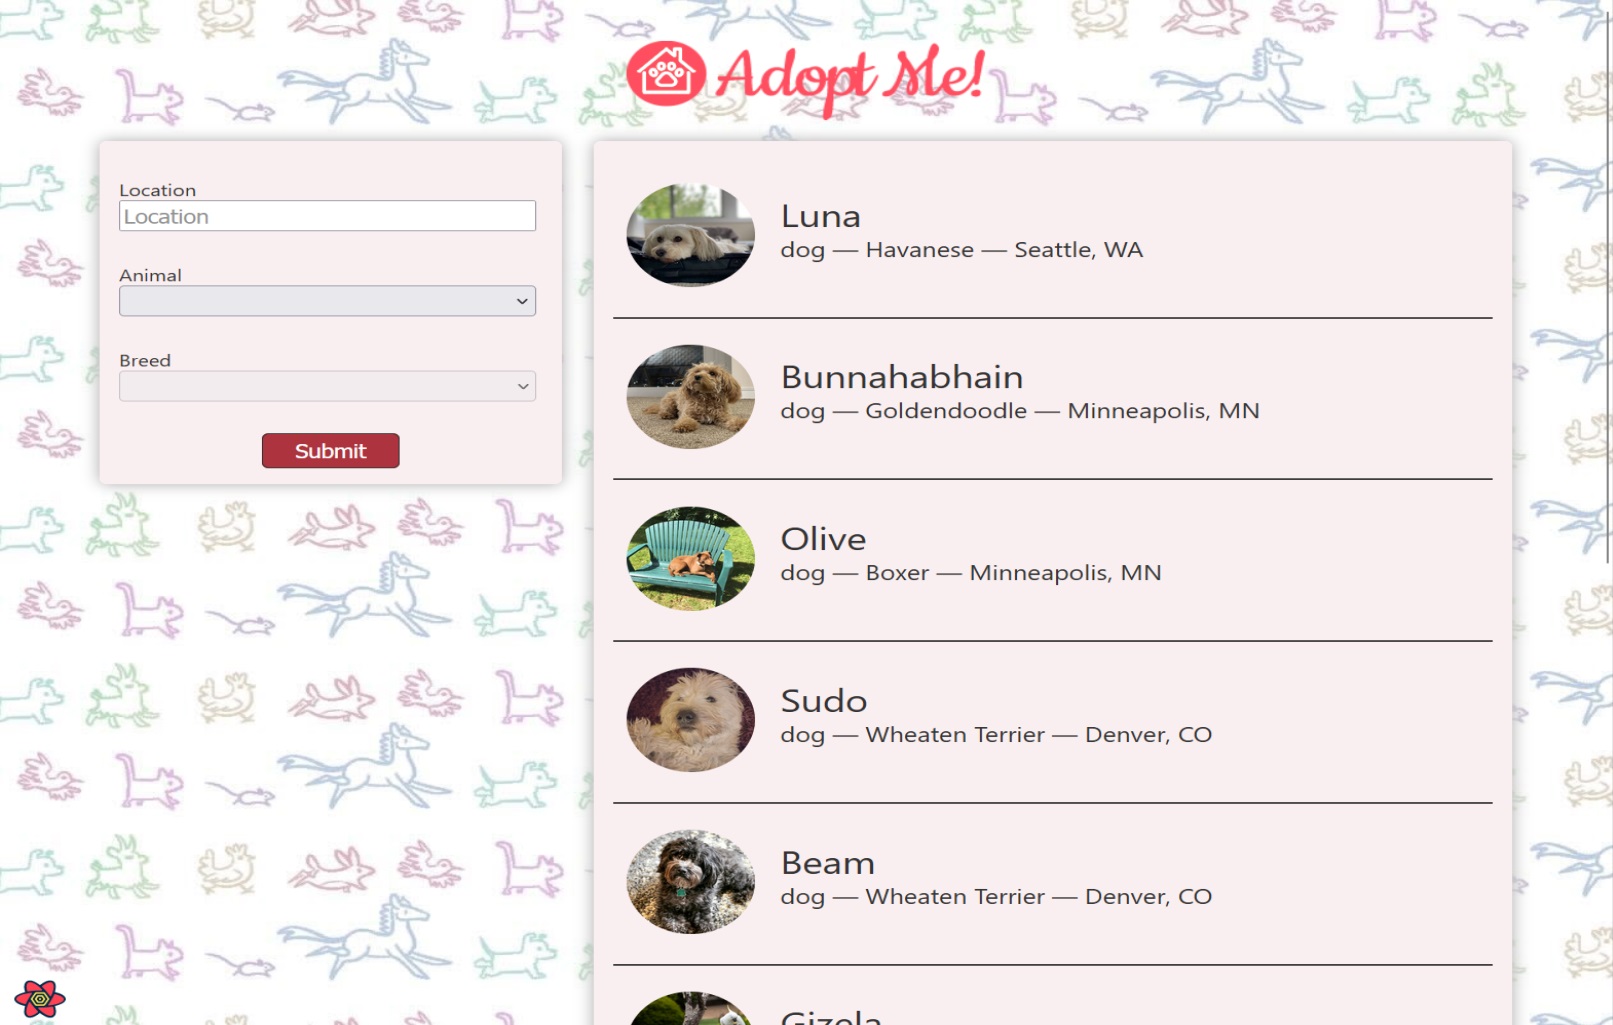 Adopt Me!
Location
Location
Animal
Breed
Submit
Luna
dog — Havanese — Seattle, WA
Bunnahabhain
dog — Goldendoodle — Minneapolis, MN
Olive
dog — Boxer — Minneapolis, MN
Sudo
dog — Wheaten Terrier — Denver, CO
Beam
dog — Wheaten Terrier — Denver, CO
Gizela